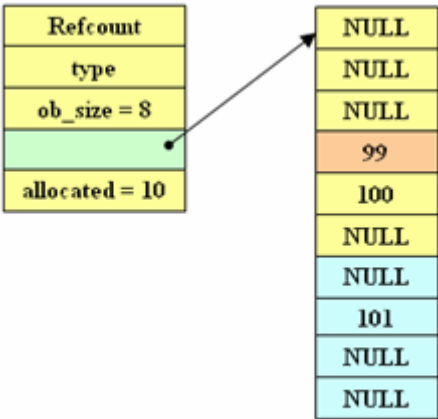 Refcount
type
ob_size = 8
allocated = 10
NULL
NULL
NULL
99
100
NULL
NULL
101
NULL
NULL